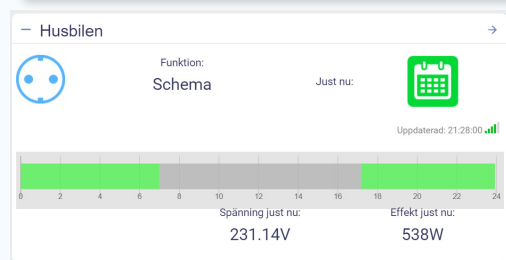 Husbilen
Funktion:
Schema
Just nu:
Uppdaterad: 21:28:00
0 2 4 6 8 10 12 14 16 18 20 22 24
Spänning just nu:
Effekt just nu:
231.14V
538W